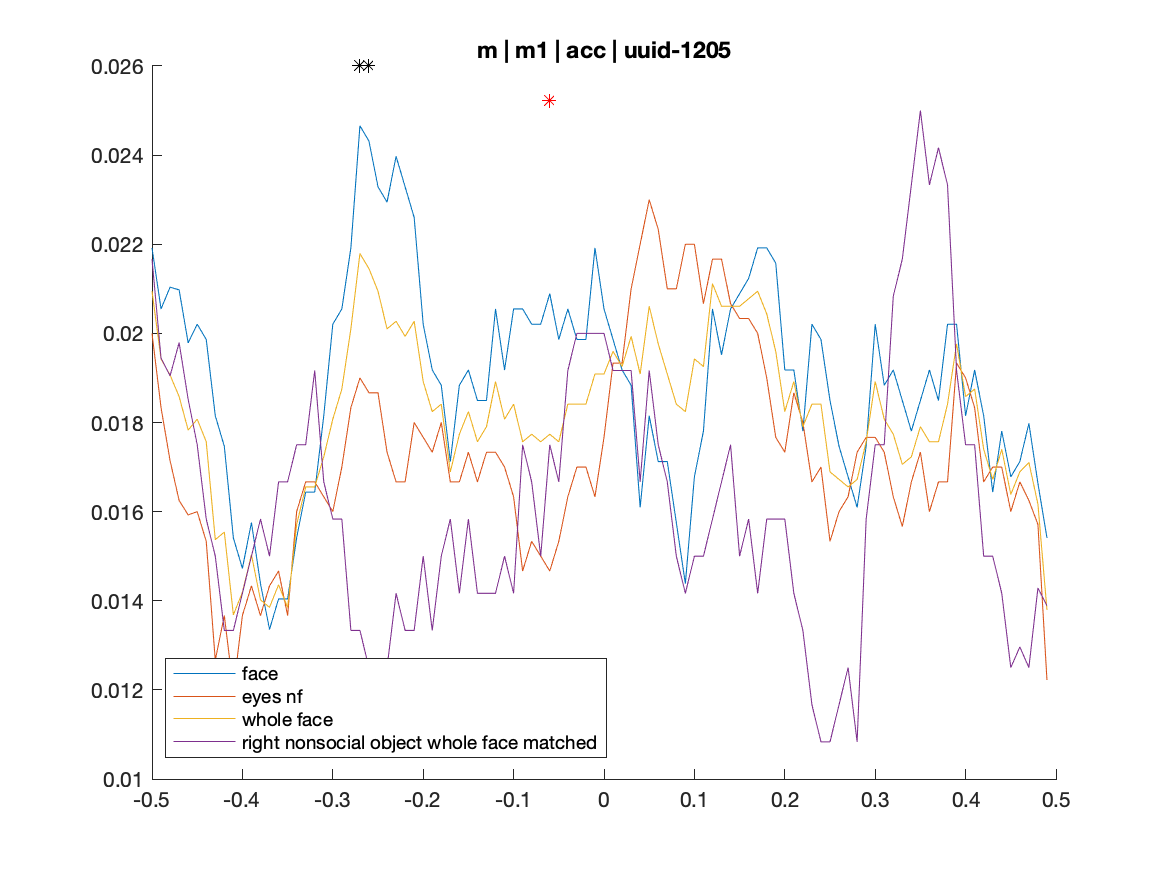 m | m1 | acc | uuid-1205
0.026
0.024
0.022
0.02
0.018
0.016
0.014
0.012
0.01
face
eyes nf
whole face
right nonsocial object whole face matched
-0.5 -0.4 -0.3 -0.2 -0.1 0 0.1 0.2 0.3 0.4 0.5